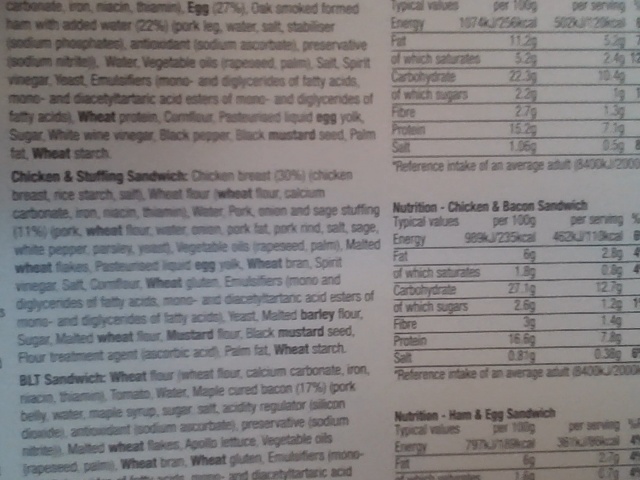 carbonate, iron, niacin, thiamin), Egg (27%), Oak smoked formed
ham with added water (22%) (pork leg, water, salt, stabiliser
(sodium phosphates), antioxidant (sodium ascorbate), preservative
(sodium nitrite)), Water, Vegetable oils (rapeseed, palm), Salt, Spirit
vinegar, Yeast, Emulsifiers (mono- and diglycerides of fatty acids,
mono- and diacetyltartaric acid esters of mono- and diglycerides of
fatty acids), Wheat protein, Cornflour, Pasteurised liquid egg yolk,
Sugar, White wine vinegar, Black pepper, Black mustard seed, Palm
fat, Wheat starch.
Chicken & Stuffing Sandwich: Chicken breast (30%) (chicken
breast, rice starch, salt), Wheat flour (wheat flour, calcium
carbonate, iron, niacin, thiamin), Water, Pork, onion and sage stuffing
(11%) (pork, wheat flour, water, onion, pork fat, pork rind, salt, sage,
white pepper, parsley, yeast), Vegetable oils (rapeseed, palm), Malted
wheat flakes, Pasteurised liquid egg yolk, Wheat bran, Spirit
vinegar, Salt, Cornflour, Wheat gluten, Emulsifiers (mono and
diglycerides of fatty acids, mono- and diacetyltartaric acid esters of
mono- and diglycerides of fatty acids), Yeast, Malted barley flour,
Sugar, Malted wheat flour, Mustard flour, Black mustard seed,
Flour treatment agent (ascorbic acid), Palm fat, Wheat starch.
BLT Sandwich: Wheat flour (wheat flour, calcium carbonate, iron,
niacin, thiamin), Tomato, Water, Maple cured bacon (17%) (pork
belly, water, maple syrup, sugar, salt, acidity regulator (silicon
dioxide), antioxidant (sodium ascorbate), preservative (sodium
nitrite)), Malted wheat flakes, Apollo lettuce, Vegetable oils
(rapeseed, palm), Wheat bran, Wheat gluten, Emulsifiers (mono-
and diglycerides of fatty acids, mono- and diacetyltartaric acid
Typical values per 100g per serving
Energy 1074kJ/256kcal 502kJ/120kcal
Fat 11.2g 5.2g
of which saturates 5.2g 2.4g 12
Carbohydrate 22.3g 10.4g
of which sugars 2.2g 1g
Fibre 2.7g 1.3g
Protein 15.2g 7.1g
Salt 1.06g 0.5g
*Reference intake of an average adult (8400kJ/2000
Nutrition - Chicken & Bacon Sandwich
Typical values per 100g per serving %
Energy 989kJ/235kcal 462kJ/110kcal
Fat 6g 2.8g
of which saturates 1.8g 0.8g
Carbohydrate 27.1g 12.7g
of which sugars 2.6g 1.2g
Fibre 3g 1.4g
Protein 16.6g 7.8g
Salt 0.81g 0.38g
*Reference intake of an average adult (8400kJ/2000
Nutrition - Ham & Egg Sandwich
Typical values per 100g per serving
Energy 797kJ/189kcal
Fat 6g 2.7g
of which saturates 1.6g 0.7g